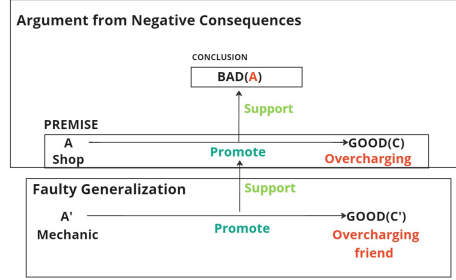 Argument from Negative Consequences
CONCLUSION
BAD(A)
Support
PREMISE
A GOOD(C)
Shop Promote Overcharging
Faulty Generalization Support
A' GOOD(C')
Mechanic Promote Overcharging
friend